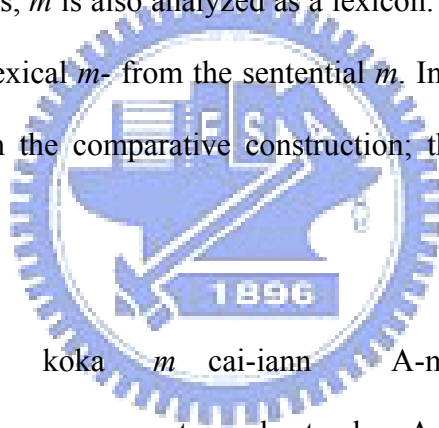 s, m is also analyzed as a lexicon.
exical m- from the sentential m. In
the comparative construction; th
E S
1896
koka m cai-iann A-m